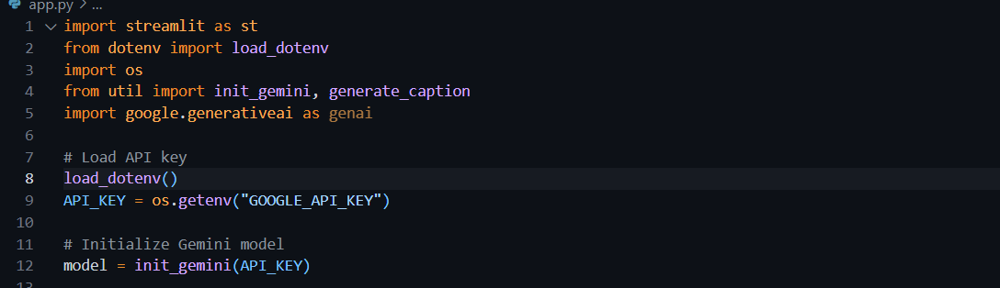 app.py > ...
1 import streamlit as st
2 from dotenv import load_dotenv
3 import os
4 from util import init_gemini, generate_caption
5 import google.generativeai as genai
6
7 # Load API key
8 load_dotenv()
9 API_KEY = os.getenv("GOOGLE_API_KEY")
10
11 # Initialize Gemini model
12 model = init_gemini(API_KEY)
13